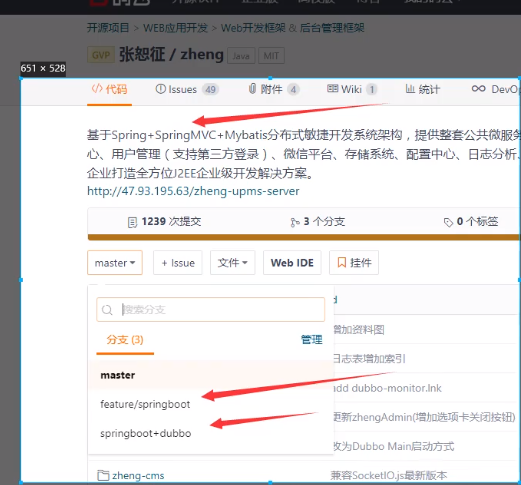 开源项目 > WEB应用开发 > Web开发框架 & 后台管理框架
GVP 张恕征 / zheng Java MIT
651 × 528
</> 代码 Issues 49 附件 4 Wiki 1 统计 DevOp
基于Spring+SpringMVC+Mybatis分布式敏捷开发系统架构，提供整套公共微服务
心、用户管理（支持第三方登录）、微信平台、存储系统、配置中心、日志分析、
企业打造全方位J2EE企业级开发解决方案。
http://47.93.195.63/zheng-upms-server
1239 次提交 3 个分支 0 个标签
master + Issue 文件 Web IDE 挂件
搜索分支
d
分支 (3) 管理
增加资料图
日志表增加索引
master
add dubbo-monitor.lnk
feature/springboot
更新zhengAdmin(增加选项卡关闭按钮)
springboot+dubbo
改为Dubbo Main启动方式
zheng-cms 兼容SocketIO.js最新版本